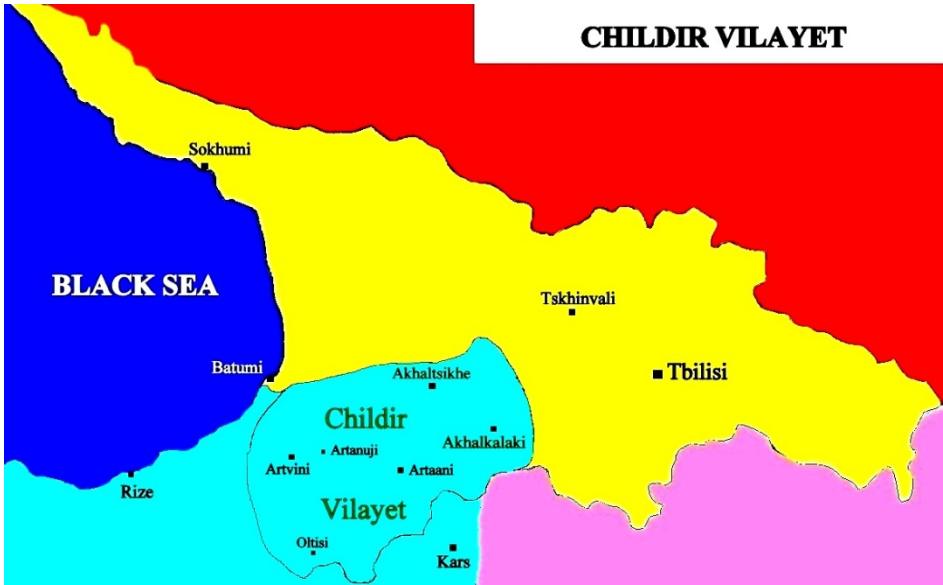 CHILDIR VILAYET
Sokhumi
BLACK SEA
Tskhinvali
Batumi
Akhaltsikhe
Tbilisi
Childir
Akhalkalaki
Artanuji
Artvini
Artaani
Rize
Vilayet
Oltisi
Kars